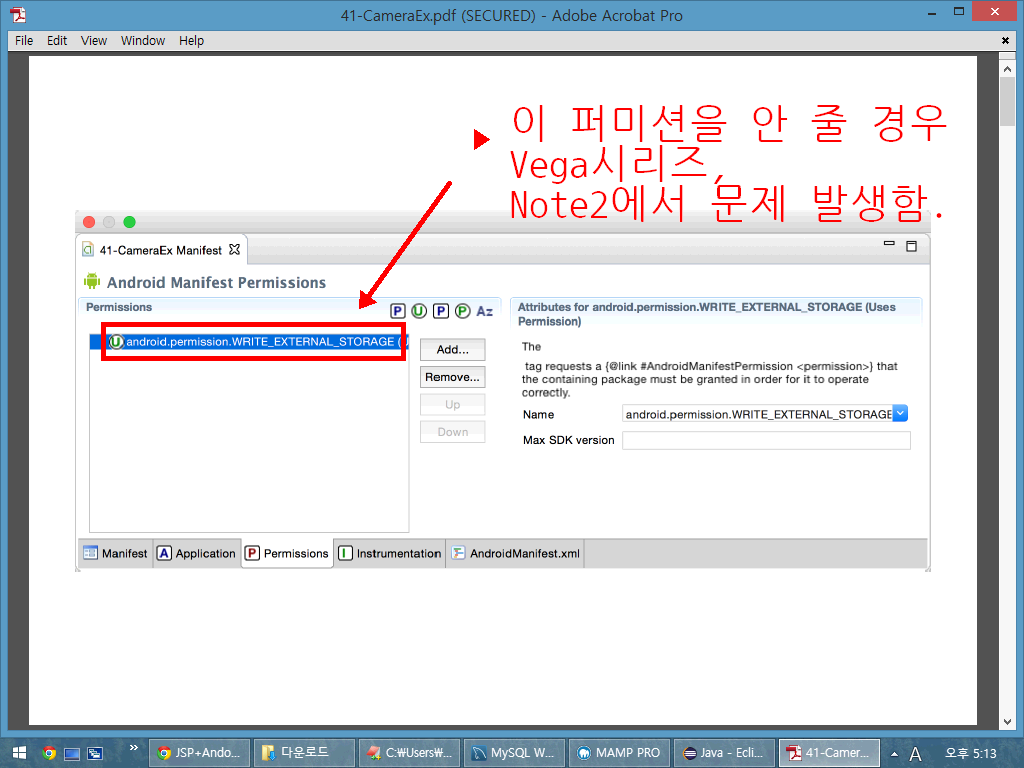 41-CameraEx.pdf (SECURED) - Adobe Acrobat Pro
File Edit View Window Help
이 퍼미션을 안 줄 경우
Vega시리즈,
Note2에서 문제 발생함.
41-CameraEx Manifest
Android Manifest Permissions
Permissions
P U P P Az
U android.permission.WRITE_EXTERNAL_STORAGE (U
Add...
Remove...
Up
Down
Attributes for android.permission.WRITE_EXTERNAL_STORAGE (Uses
Permission)
The
tag requests a {@link #AndroidManifestPermission <permission>} that
the containing package must be granted in order for it to operate
correctly.
Name android.permission.WRITE_EXTERNAL_STORAGE
Max SDK version
Manifest A Application P Permissions I Instrumentation AndroidManifest.xml
JSP+Ando... 다운로드 C:₩Users₩... MySQL W... MAMP PRO Java - Ecli... 41-Camer... A 오후 5:13